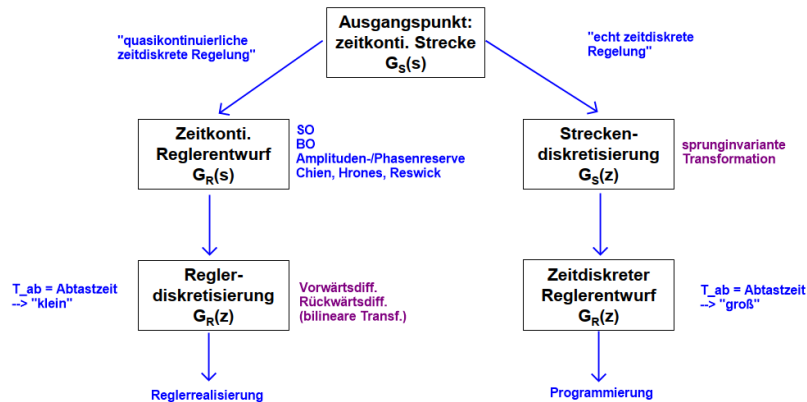 Ausgangspunkt:
zeitkonti. Strecke
G_S(s)
"quasikontinuierliche
zeitdiskrete Regelung"
"echt zeitdiskrete
Regelung"
Zeitkonti.
Reglerentwurf
G_R(s)
SO
BO
Amplituden-/Phasenreserve
Chien, Hrones, Reswick
Strecken-
diskretisierung
G_S(z)
sprunginvariante
Transformation
T_ab = Abtastzeit
--> "klein"
Regler-
diskretisierung
G_R(z)
Vorwärtsdiff.
Rückwärtsdiff.
(bilineare Transf.)
Zeitdiskreter
Reglerentwurf
G_R(z)
T_ab = Abtastzeit
--> "groß"
Reglerrealisierung
Programmierung